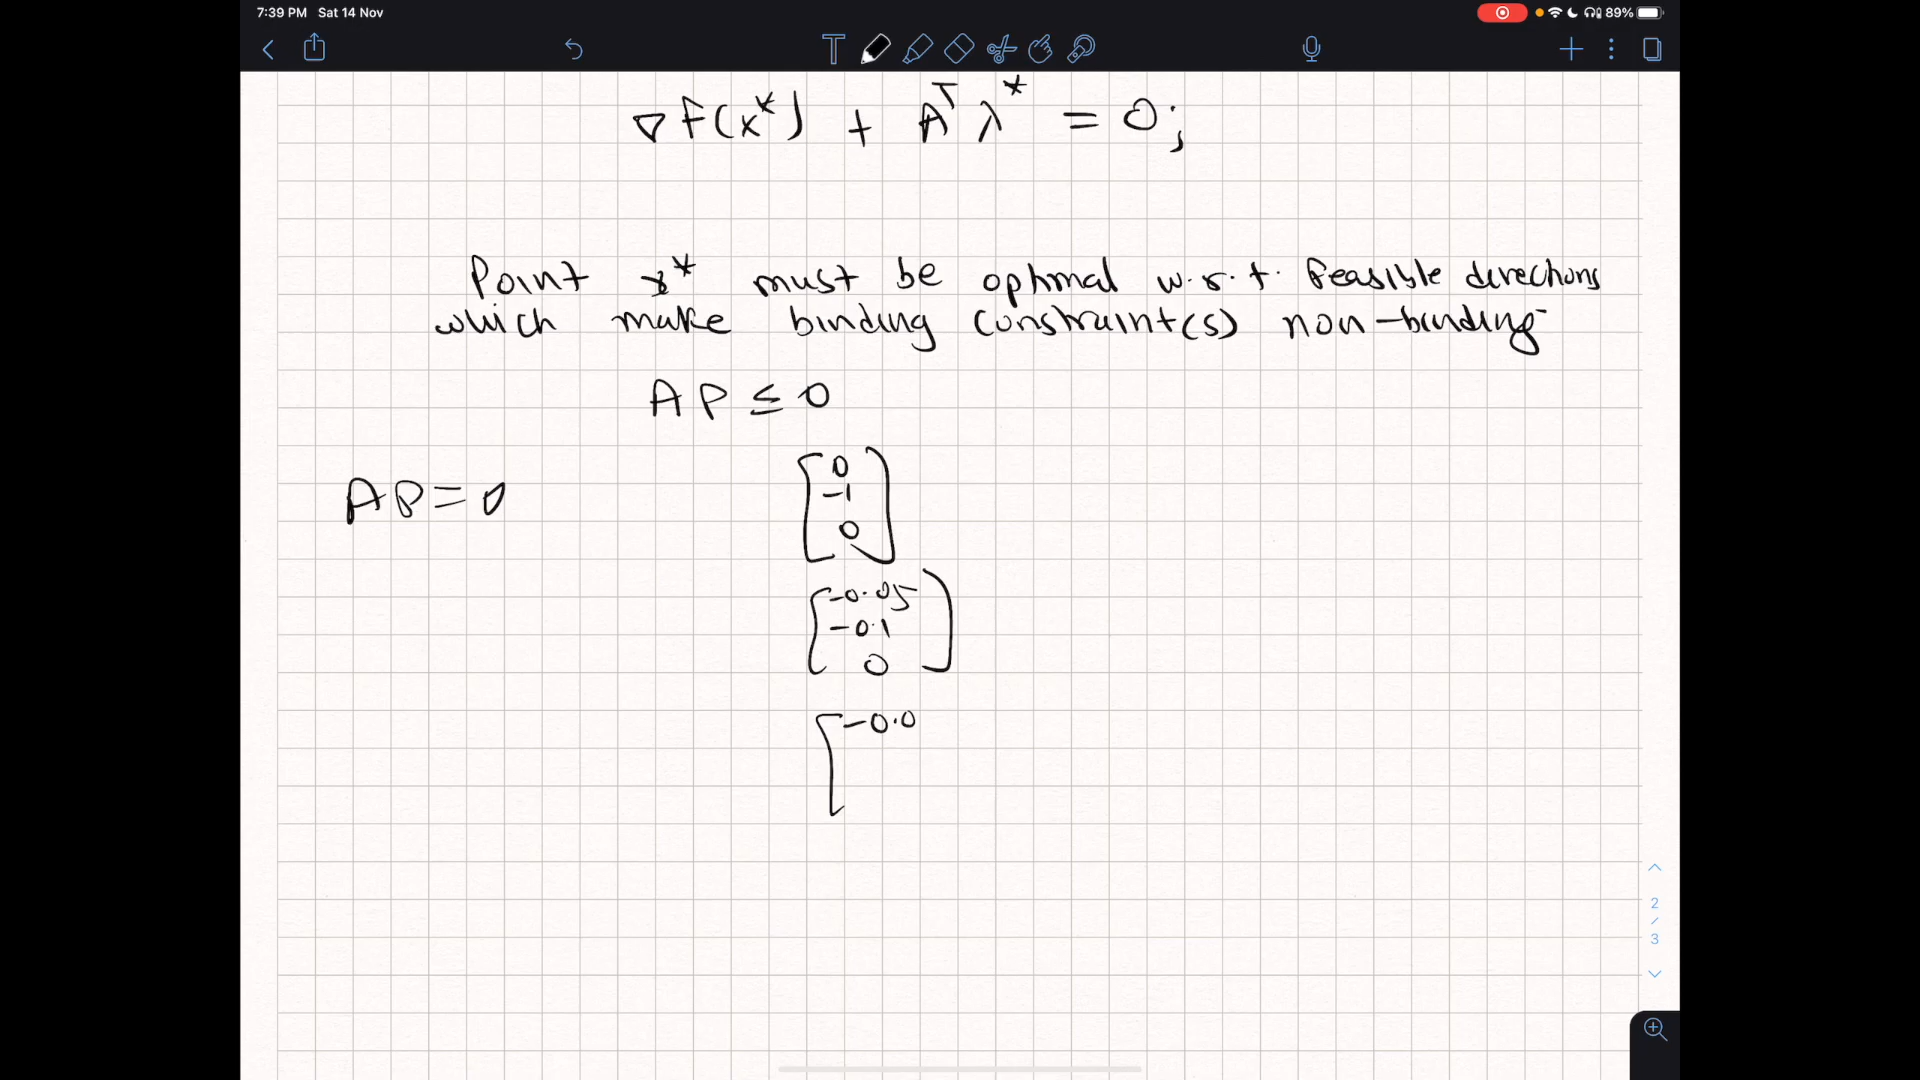 7:39 PM Sat 14 Nov
89%
T
∇F(x*) + Aᵀλ* = 0;
Point x* must be optimal w.r.t. feasible directions
which make binding constraint(s) non-binding
AP ≤ 0
AP = 0
[0
-1
0]
[-0.05
-0.1
0]
[-0.0
2
/
3